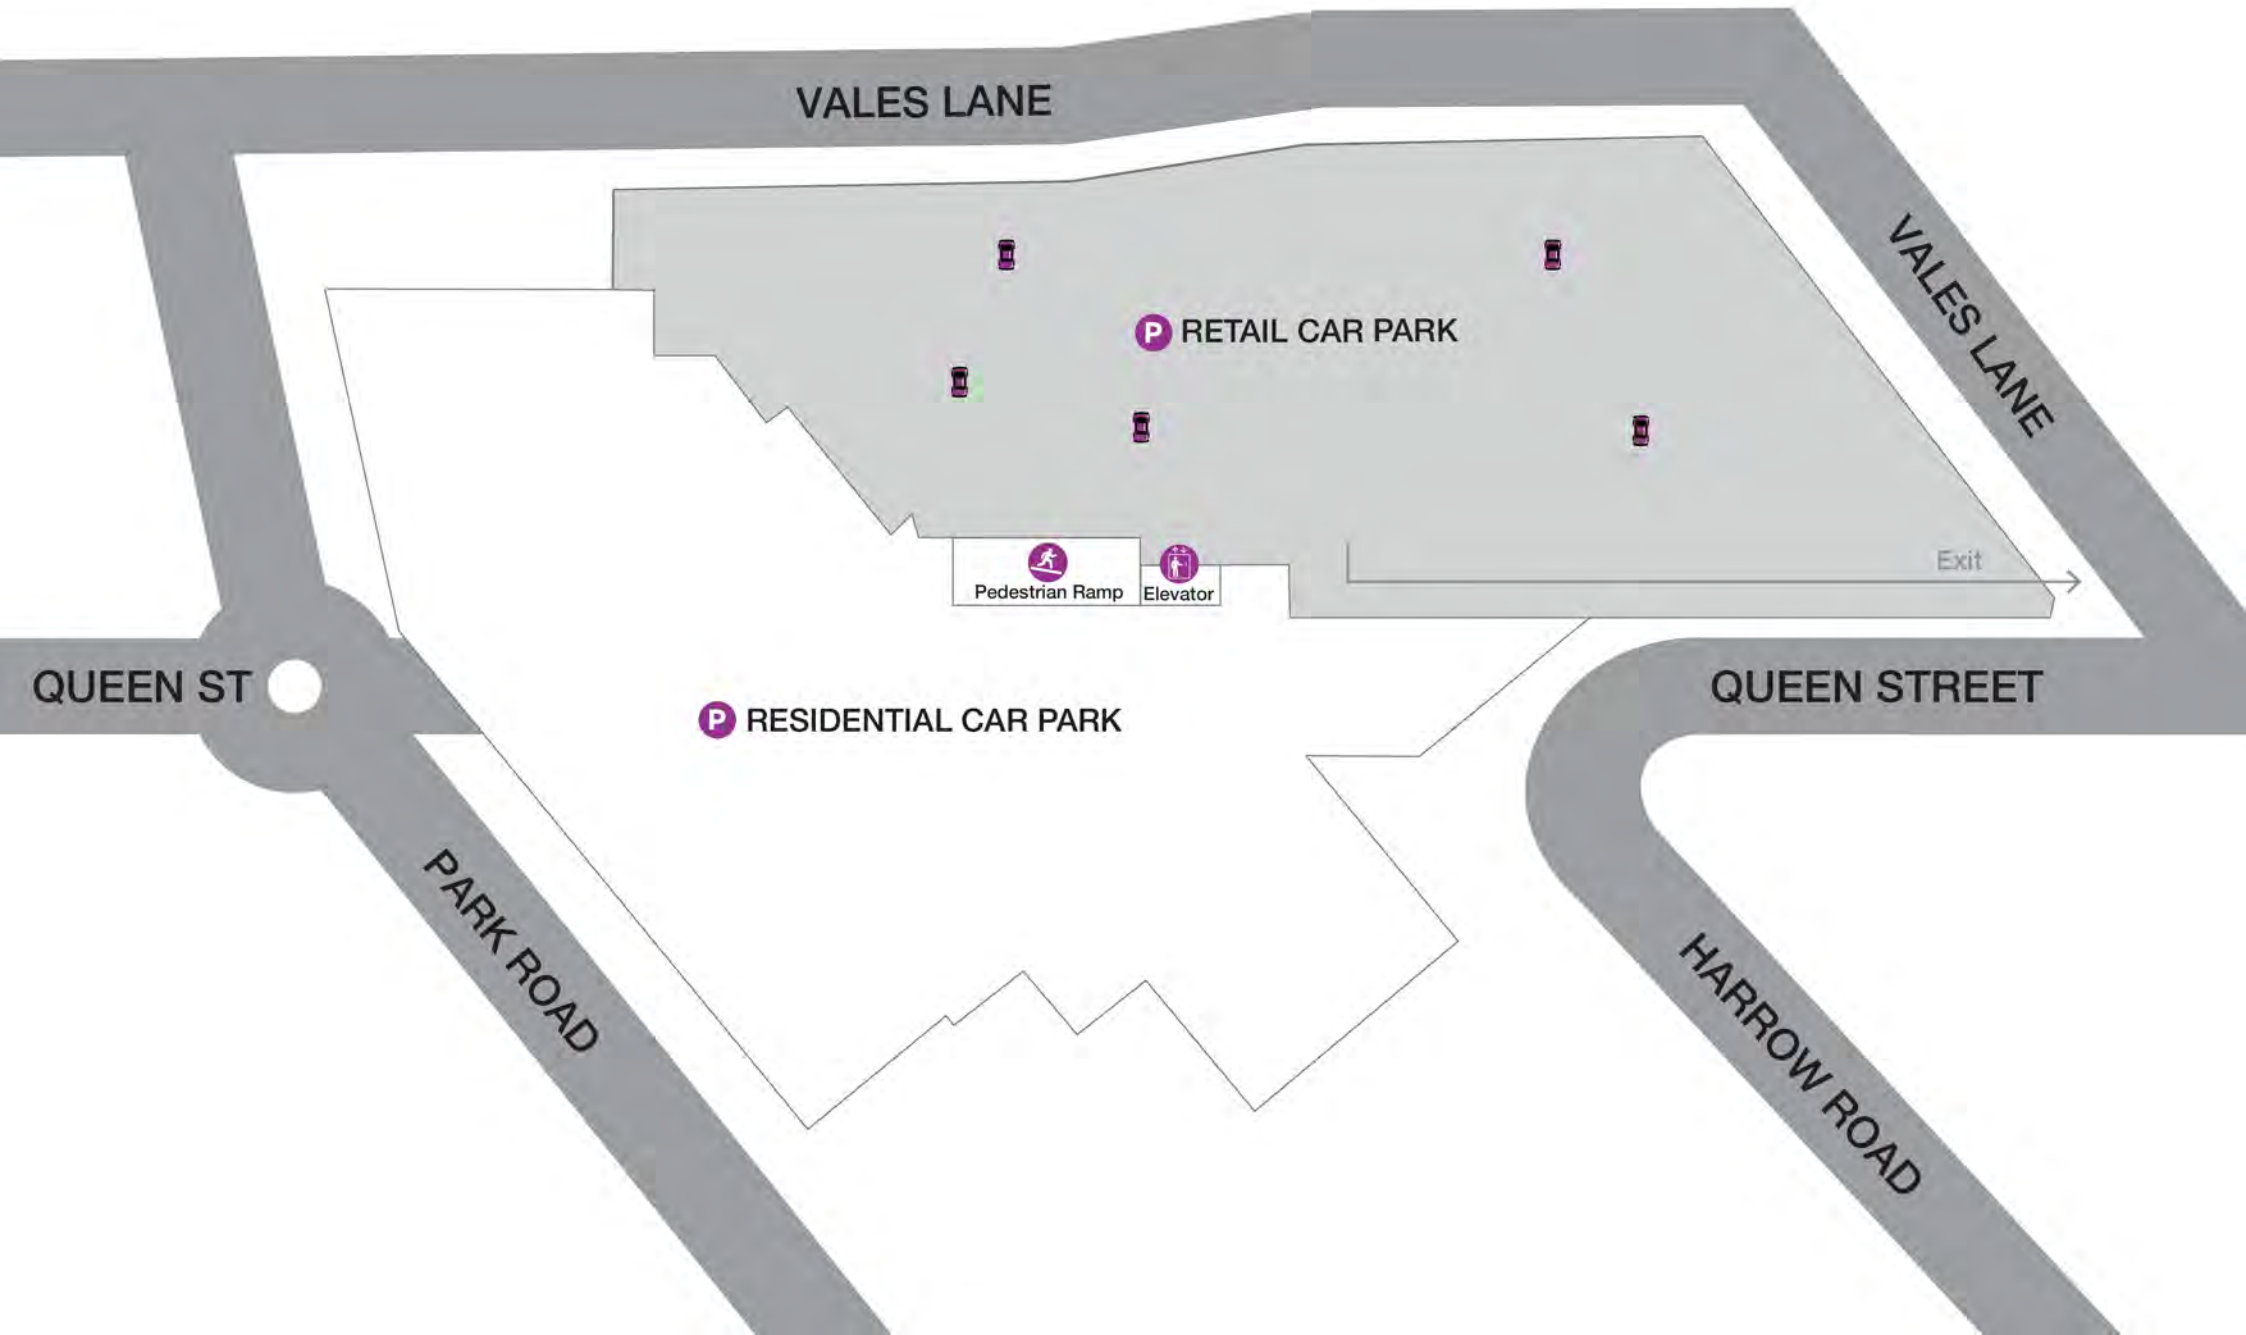 VALES LANE
VALES LANE
P RETAIL CAR PARK
Exit
Pedestrian Ramp
Elevator
QUEEN ST
QUEEN STREET
P RESIDENTIAL CAR PARK
PARK ROAD
HARROW ROAD